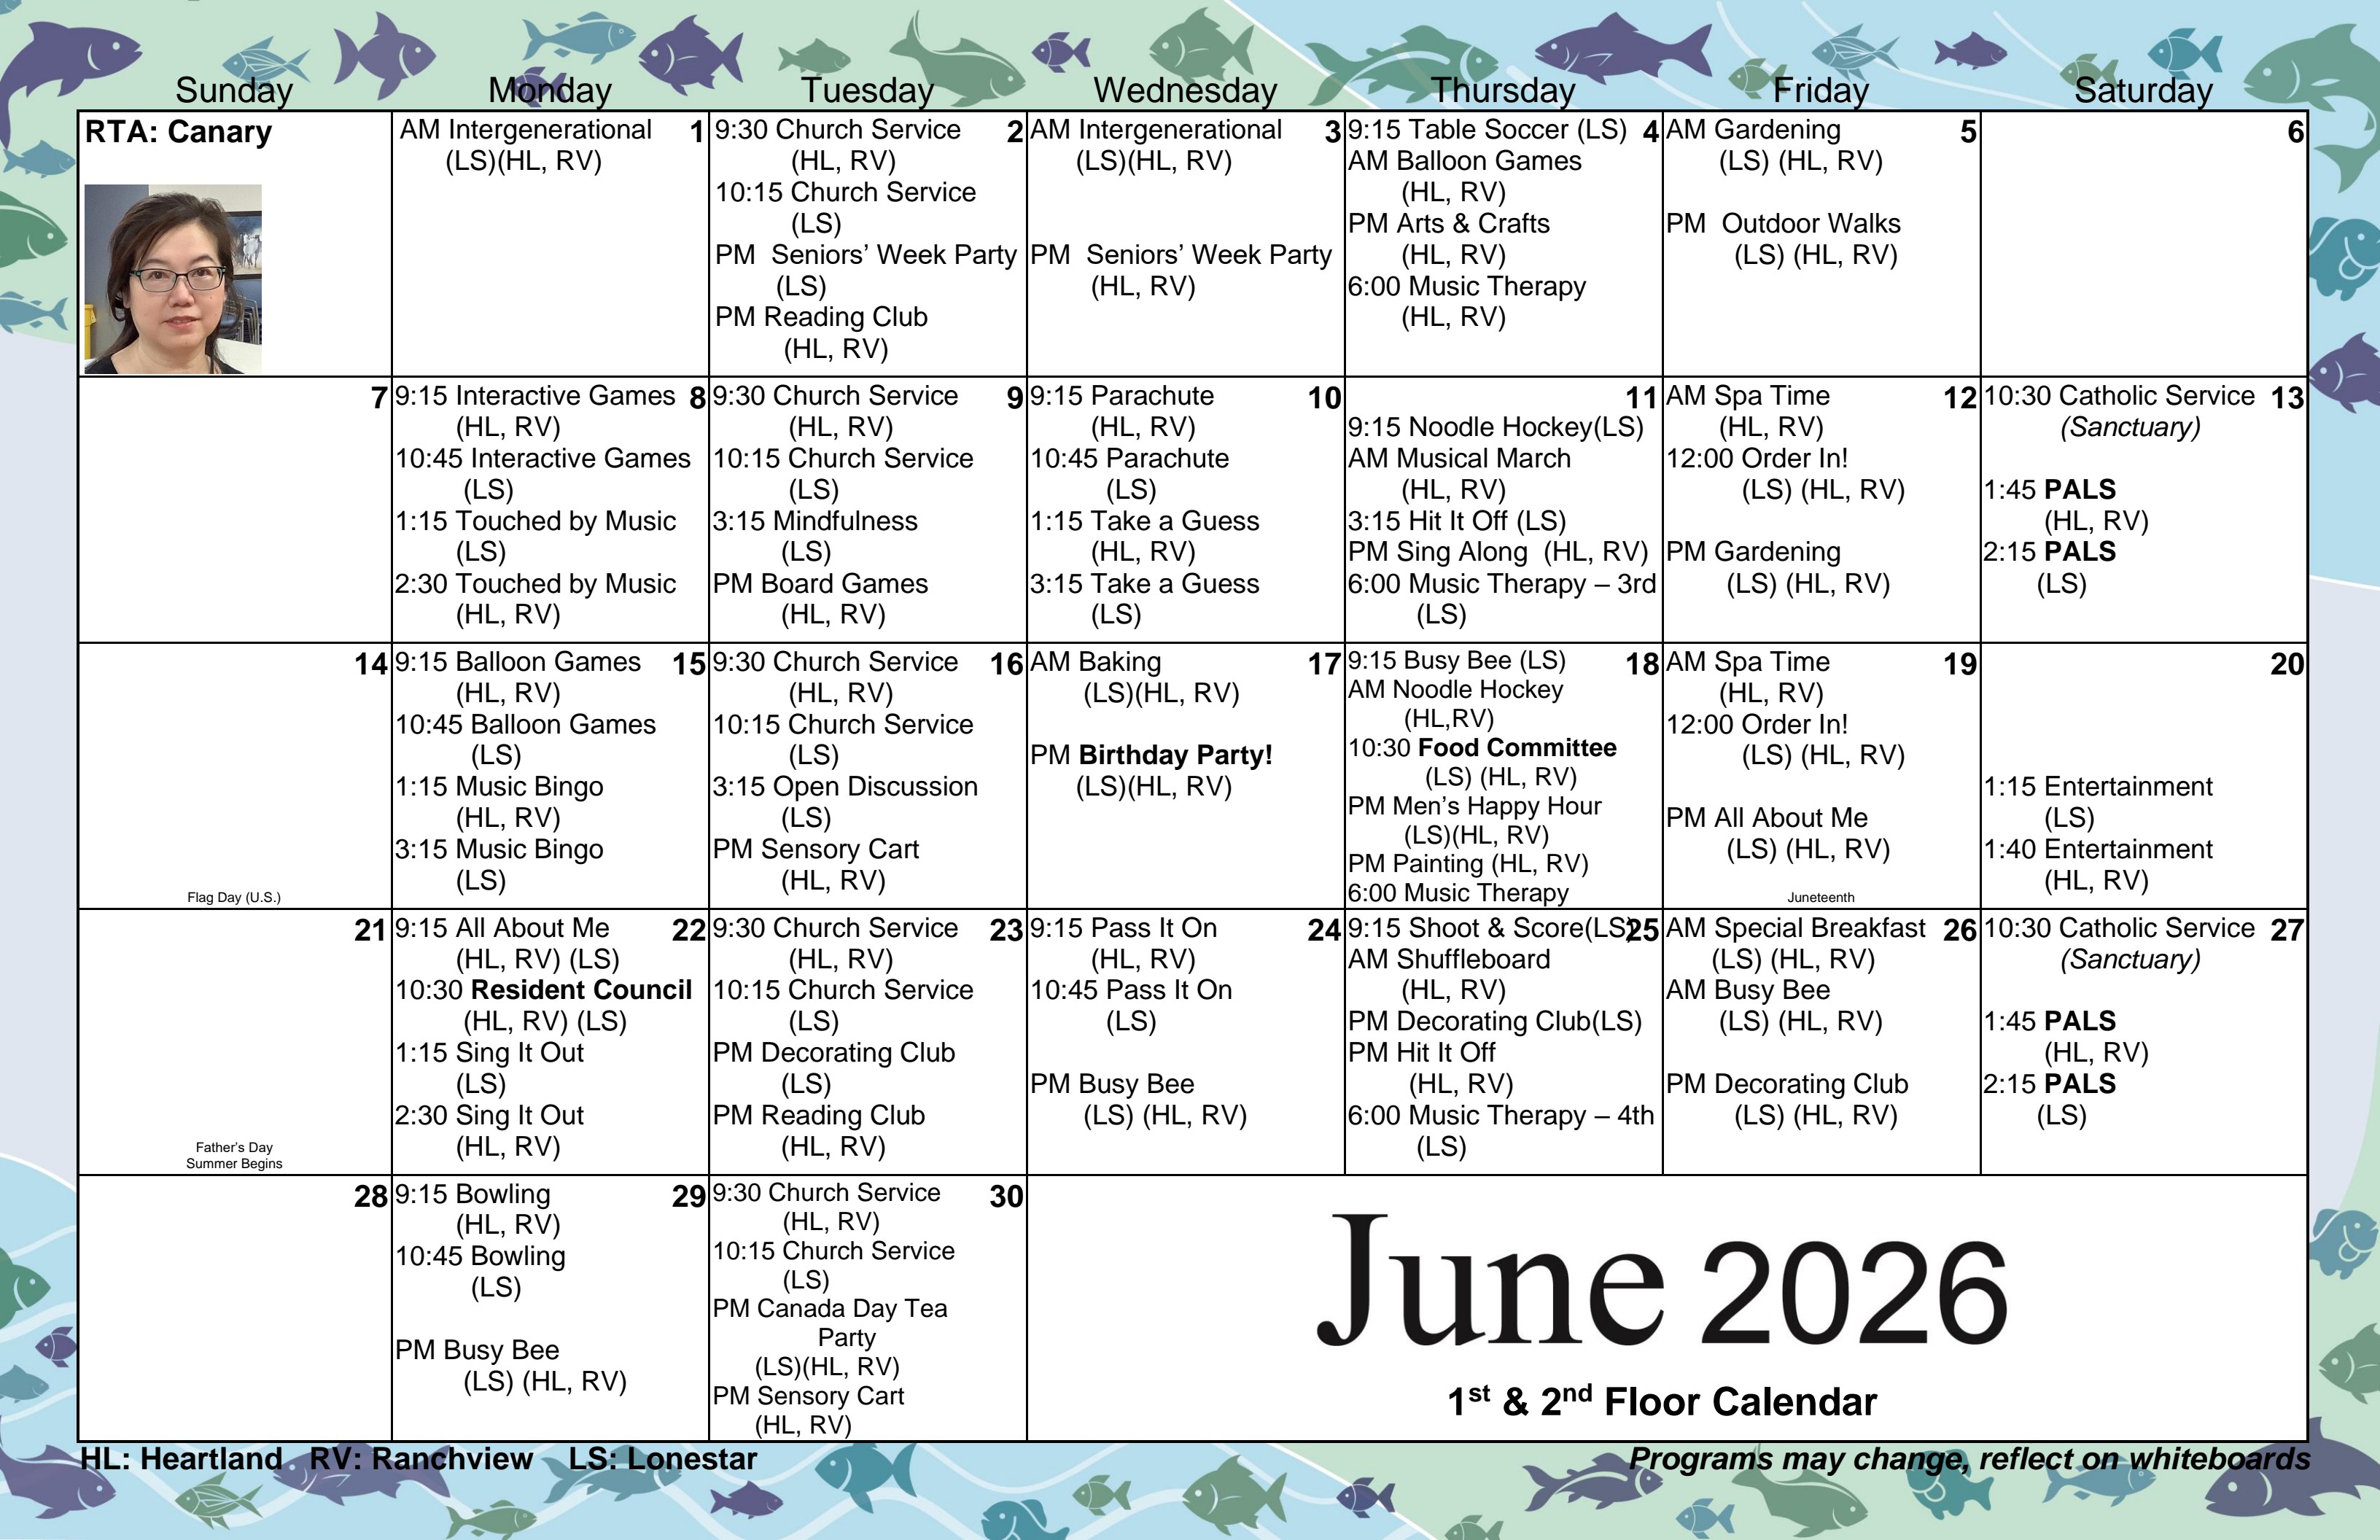 Sunday Monday Tuesday Wednesday Thursday Friday Saturday
RTA: Canary
AM Intergenerational 1
(LS)(HL, RV)
9:30 Church Service 2
(HL, RV)
10:15 Church Service
(LS)
PM Seniors’ Week Party
(LS)
PM Reading Club
(HL, RV)
AM Intergenerational 3
(LS)(HL, RV)
PM Seniors’ Week Party
(HL, RV)
9:15 Table Soccer (LS) 4
AM Balloon Games
(HL, RV)
PM Arts & Crafts
(HL, RV)
6:00 Music Therapy
(HL, RV)
AM Gardening 5
(LS) (HL, RV)
PM Outdoor Walks
(LS) (HL, RV)
6
7
9:15 Interactive Games 8
(HL, RV)
10:45 Interactive Games
(LS)
1:15 Touched by Music
(LS)
2:30 Touched by Music
(HL, RV)
9:30 Church Service 9
(HL, RV)
10:15 Church Service
(LS)
3:15 Mindfulness
(LS)
PM Board Games
(HL, RV)
9:15 Parachute 10
(HL, RV)
10:45 Parachute
(LS)
1:15 Take a Guess
(HL, RV)
3:15 Take a Guess
(LS)
11
9:15 Noodle Hockey(LS)
AM Musical March
(HL, RV)
3:15 Hit It Off (LS)
PM Sing Along (HL, RV)
6:00 Music Therapy – 3rd
(LS)
AM Spa Time 12
(HL, RV)
12:00 Order In!
(LS) (HL, RV)
PM Gardening
(LS) (HL, RV)
10:30 Catholic Service 13
(Sanctuary)
1:45 PALS
(HL, RV)
2:15 PALS
(LS)
14
Flag Day (U.S.)
9:15 Balloon Games 15
(HL, RV)
10:45 Balloon Games
(LS)
1:15 Music Bingo
(HL, RV)
3:15 Music Bingo
(LS)
9:30 Church Service 16
(HL, RV)
10:15 Church Service
(LS)
3:15 Open Discussion
(LS)
PM Sensory Cart
(HL, RV)
AM Baking 17
(LS)(HL, RV)
PM Birthday Party!
(LS)(HL, RV)
9:15 Busy Bee (LS) 18
AM Noodle Hockey
(HL,RV)
10:30 Food Committee
(LS) (HL, RV)
PM Men’s Happy Hour
(LS)(HL, RV)
PM Painting (HL, RV)
6:00 Music Therapy
AM Spa Time 19
(HL, RV)
12:00 Order In!
(LS) (HL, RV)
PM All About Me
(LS) (HL, RV)
Juneteenth
20
1:15 Entertainment
(LS)
1:40 Entertainment
(HL, RV)
21
Father’s Day
Summer Begins
9:15 All About Me 22
(HL, RV) (LS)
10:30 Resident Council
(HL, RV) (LS)
1:15 Sing It Out
(LS)
2:30 Sing It Out
(HL, RV)
9:30 Church Service 23
(HL, RV)
10:15 Church Service
(LS)
PM Decorating Club
(LS)
PM Reading Club
(HL, RV)
9:15 Pass It On 24
(HL, RV)
10:45 Pass It On
(LS)
PM Busy Bee
(LS) (HL, RV)
9:15 Shoot & Score(LS) 25
AM Shuffleboard
(HL, RV)
PM Decorating Club(LS)
PM Hit It Off
(HL, RV)
6:00 Music Therapy – 4th
(LS)
AM Special Breakfast 26
(LS) (HL, RV)
AM Busy Bee
(LS) (HL, RV)
PM Decorating Club
(LS) (HL, RV)
10:30 Catholic Service 27
(Sanctuary)
1:45 PALS
(HL, RV)
2:15 PALS
(LS)
28
9:15 Bowling 29
(HL, RV)
10:45 Bowling
(LS)
PM Busy Bee
(LS) (HL, RV)
9:30 Church Service 30
(HL, RV)
10:15 Church Service
(LS)
PM Canada Day Tea
Party
(LS)(HL, RV)
PM Sensory Cart
(HL, RV)
June 2026
1st & 2nd Floor Calendar
HL: Heartland RV: Ranchview LS: Lonestar
Programs may change, reflect on whiteboards